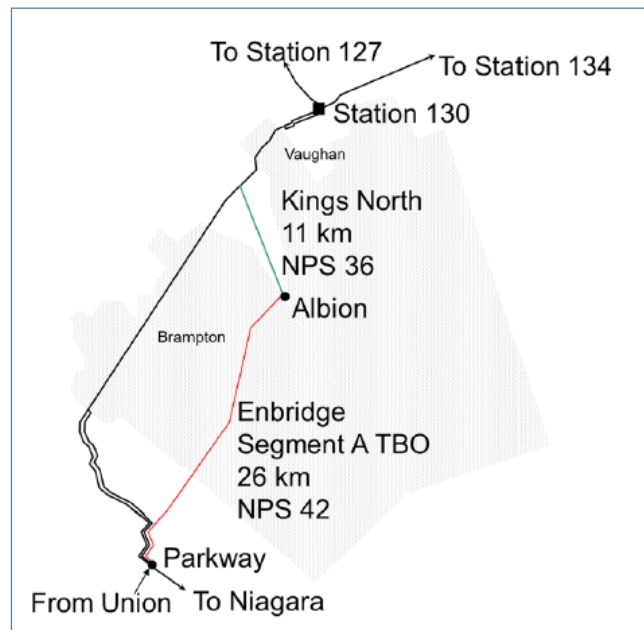 To Station 127
To Station 134
Station 130
Vaughan
Kings North
11 km
NPS 36
Albion
Brampton
Enbridge
Segment A TBO
26 km
NPS 42
Parkway
From Union
To Niagara